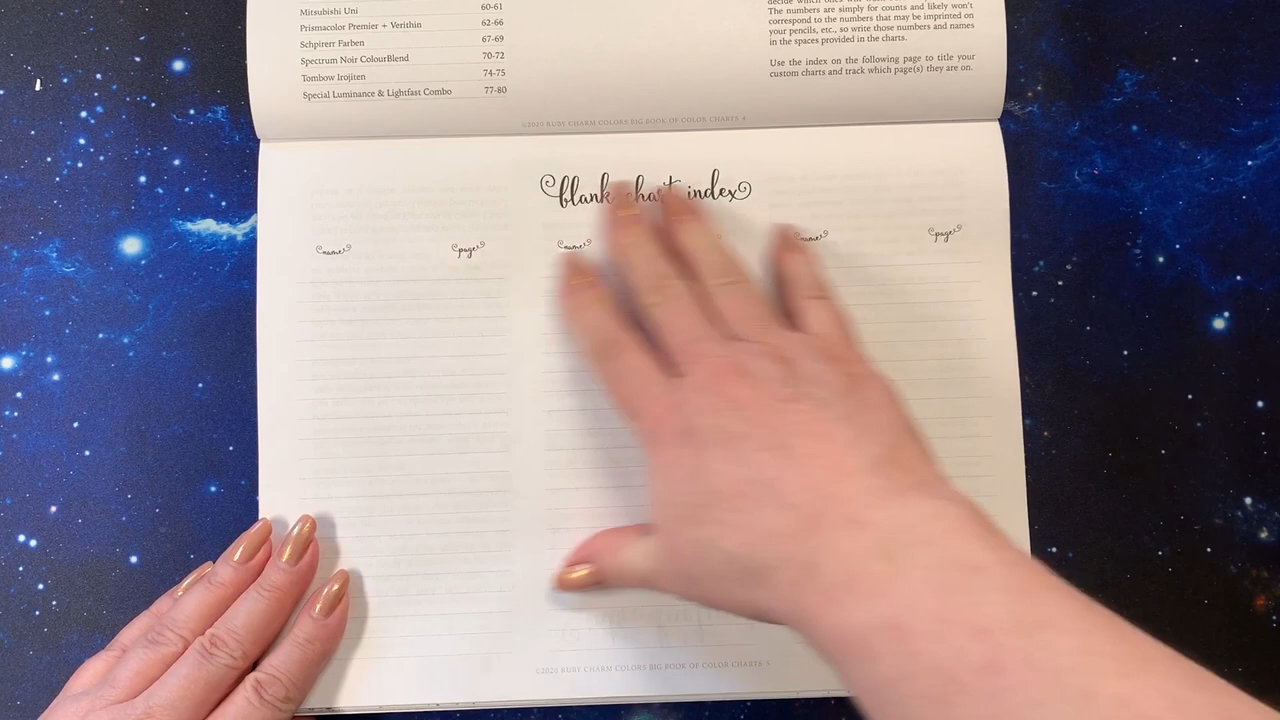 Mitsubishi Uni 60-61
Prismacolor Premier + Verithin 62-66
Schpirerr Farben 67-69
Spectrum Noir ColourBlend 70-72
Tombow Irojiten 74-75
Special Luminance & Lightfast Combo 77-80
The numbers are simply for counts and likely won't
correspond to the numbers that may be imprinted on
your pencils, etc., so write those numbers and names
in the spaces provided in the charts.
Use the index on the following page to title your
custom charts and track which page(s) they are on.
©2020 RUBY CHARM COLORS BIG BOOK OF COLOR CHARTS 4
blank chart index
name page name name page
©2020 RUBY CHARM COLORS BIG BOOK OF COLOR CHARTS 5